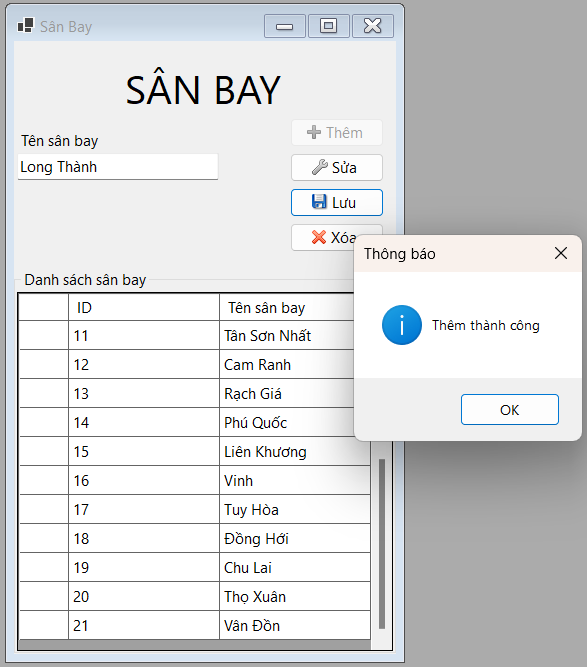 Sân Bay
SÂN BAY
Tên sân bay
Long Thành
Thêm
Sửa
Lưu
Xóa
Thông báo
Thêm thành công
OK
Danh sách sân bay
ID Tên sân bay
11 Tân Sơn Nhất
12 Cam Ranh
13 Rạch Giá
14 Phú Quốc
15 Liên Khương
16 Vinh
17 Tuy Hòa
18 Đồng Hới
19 Chu Lai
20 Thọ Xuân
21 Vân Đồn